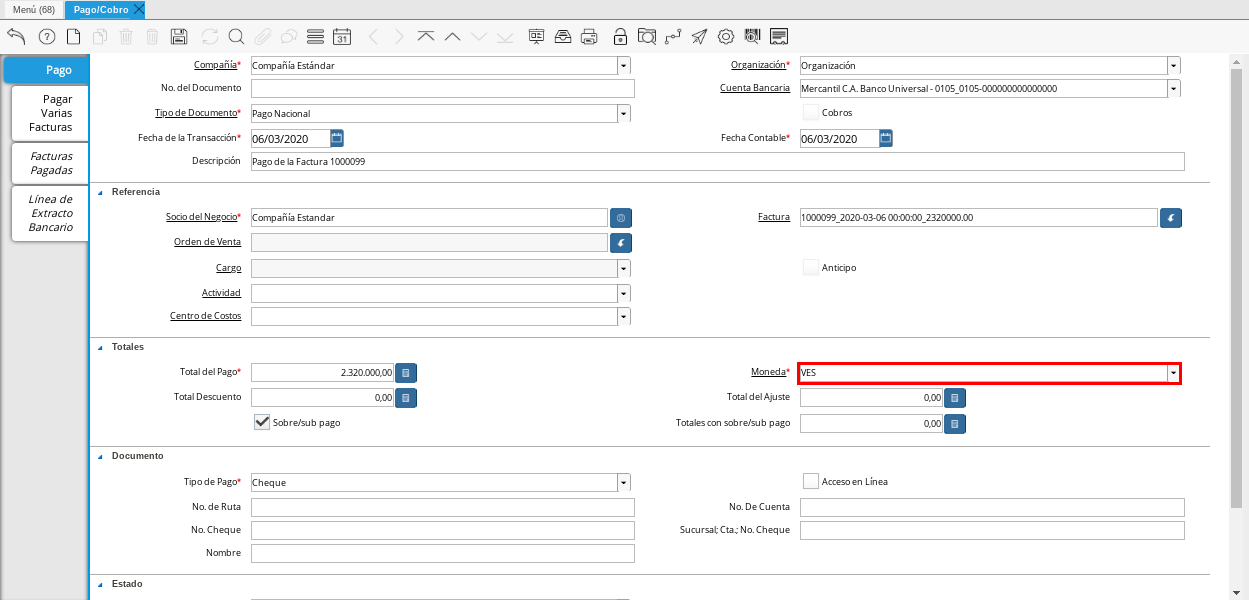 Menú (68)
Pago/Cobro
31
Pago
Pagar
Varias
Facturas
Facturas
Pagadas
Línea de
Extracto
Bancario
Compañía* Compañía Estándar
Organización* Organización
No. del Documento
Cuenta Bancaria Mercantil C.A. Banco Universal - 0105_0105-000000000000000
Tipo de Documento* Pago Nacional
Cobros
Fecha de la Transacción* 06/03/2020
Fecha Contable* 06/03/2020
Descripción Pago de la Factura 1000099
Referencia
Socio del Negocio* Compañía Estandar
Factura 1000099_2020-03-06 00:00:00_2320000.00
Orden de Venta
Cargo
Anticipo
Actividad
Centro de Costos
Totales
Total del Pago* 2.320.000,00
Moneda* VES
Total Descuento 0,00
Total del Ajuste 0,00
Sobre/sub pago
Totales con sobre/sub pago 0,00
Documento
Tipo de Pago* Cheque
Acceso en Línea
No. de Ruta
No. De Cuenta
No. Cheque
Sucursal; Cta.; No. Cheque
Nombre
Estado